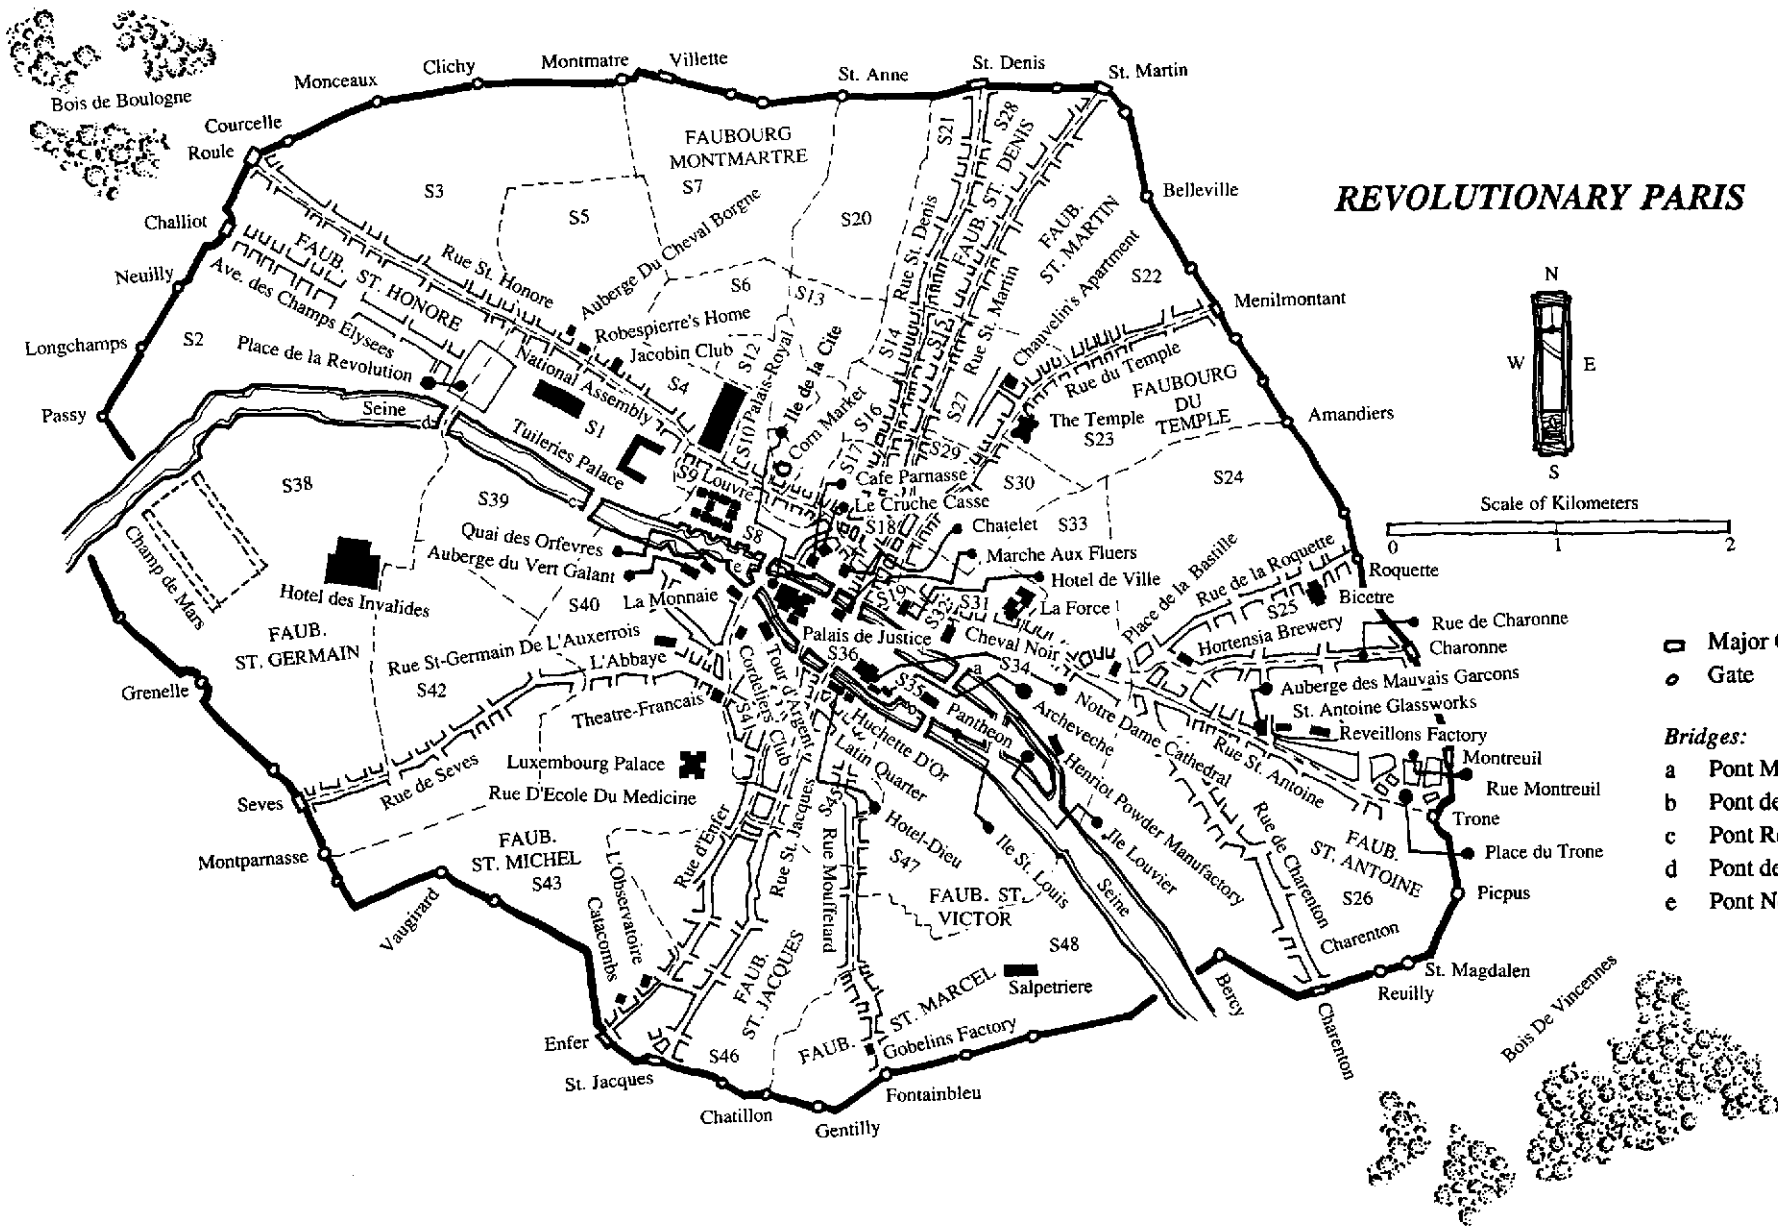 REVOLUTIONARY PARIS
Bois de Boulogne
Courcelle
Roule
Monceaux
Clichy
Montmatre
Villette
St. Anne
St. Denis
St. Martin
Belleville
Menilmontant
Amandiers
Roquette
Charonne
Montreuil
Trone
Picpus
St. Magdalen
Reuilly
Charenton
Bercy
Fontainbleu
Gentilly
Chatillon
St. Jacques
Enfer
Vaugirard
Montparnasse
Seves
Grenelle
Passy
Longchamps
Neuilly
Challiot
FAUBOURG
MONTMARTRE
S7
S3
S5
S20
S21
S28
FAUB. ST. DENIS
FAUB.
ST. MARTIN
S22
Rue St. Denis
Rue St. Martin
Chauvelin's Apartment
Rue du Temple
FAUBOURG
DU
TEMPLE
The Temple
S23
S24
FAUB.
ST. HONORE
Rue St. Honore
Ave. des Champs Elysees
S2
Place de la Revolution
Auberge Du Cheval Borgne
Robespierre's Home
Jacobin Club
National Assembly
S6
S13
S12
S4
S10
Palais-Royal
Ile de la Cite
Corn Market
S14
S15
S16
S17
S27
S29
S30
S33
Seine
d
S1
Tuileries Palace
c
S9
Louvre
S8
Cafe Parnasse
Le Cruche Casse
S18
Chatelet
Marche Aux Fluers
Hotel de Ville
La Force
S19
S32
S31
Cheval Noir
S38
S39
Champ de Mars
Hotel des Invalides
FAUB.
ST. GERMAIN
Quai des Orfevres
Auberge du Vert Galant
e
La Monnaie
S40
Rue St-Germain De L'Auxerrois
L'Abbaye
S42
Theatre-Francais
Rue de Seves
Luxembourg Palace
Rue D'Ecole Du Medicine
Palais de Justice
S36
S35
S34
a
b
Cordeliers Club
Tour d'Argent
S41
Latin Quarter
Huchette D'Or
Pantheon
Archeveche
Notre Dame Cathedral
Henriot Powder Manufactory
Hotel-Dieu
Ile St. Louis
Ile Louvier
Seine
Place de la Bastille
Rue de la Roquette
S25
Bicetre
Hortensia Brewery
Rue de Charonne
Auberge des Mauvais Garcons
St. Antoine Glassworks
Reveillons Factory
Rue Montreuil
Place du Trone
Rue St. Antoine
FAUB.
ST. ANTOINE
S26
Rue de Charenton
Charenton
FAUB.
ST. MICHEL
S43
L'Observatoire
Catacombs
Rue d'Enfer
Rue St. Jacques
S45
Rue Mouffelard
FAUB.
ST. JACQUES
S46
S47
FAUB. ST.
VICTOR
S48
Salpetriere
FAUB. ST. MARCEL
Gobelins Factory
Bois De Vincennes
N
W
E
S
Scale of Kilometers
0 1 2
Major
Gate
Bridges:
a Pont
b Pont
c Pont
d Pont
e Pont